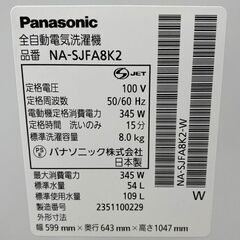 Panasonic
全自動電気洗濯機
品番 NA-SJFA8K2
JET
定格電圧 100 V
定格周波数 50/60 Hz
電動機定格消費電力 345 W
定格時間 洗いのみ 15分
標準洗濯容量 8.0kg
パナソニック株式会社
日本製
最大消費電力 345 W
標準水量 54 L
標準使用水量 109 L
製造番号 2351100229
外形寸法
幅 599 mm×奥行 643 mm×高さ 1047 mm
NA-SJFA8K2-W
W